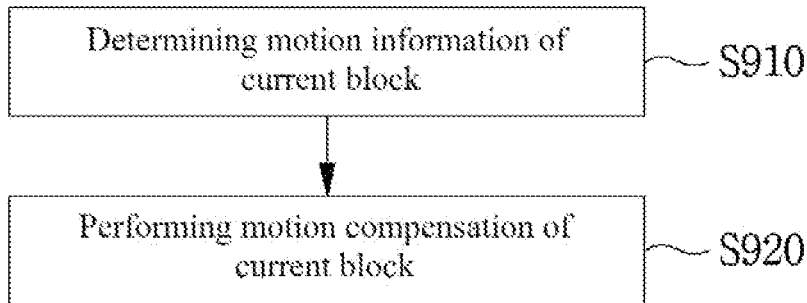 Determining motion information of
current block
S910
Performing motion compensation of
current block
S920